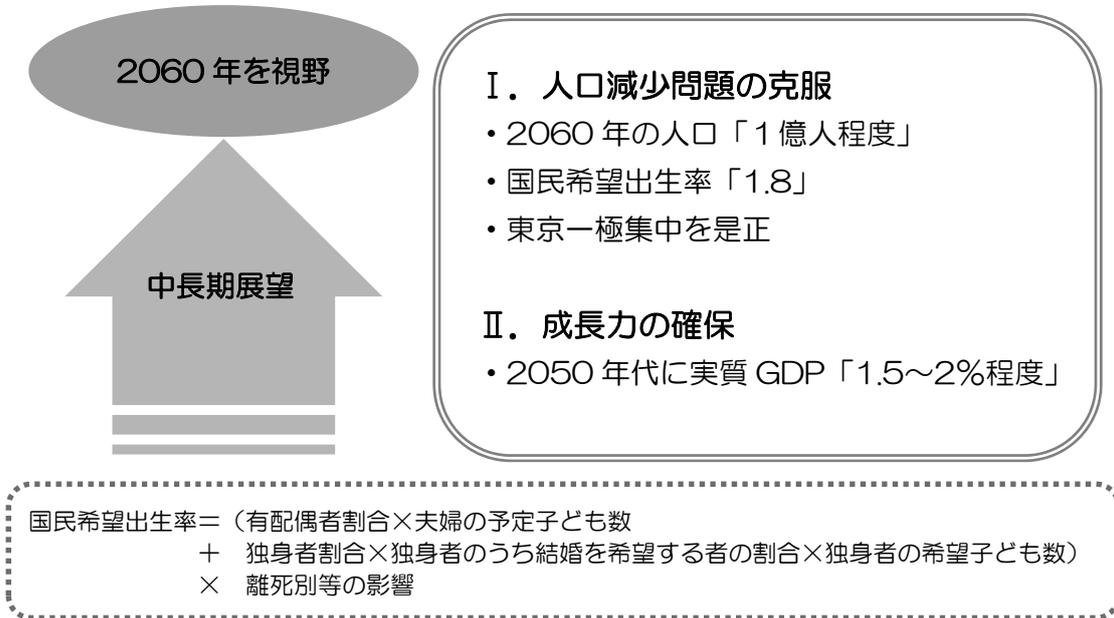 2060 年を視野
中長期展望
Ⅰ．人口減少問題の克服
・2060 年の人口「１億人程度」
・国民希望出生率「1.8」
・東京一極集中を是正
Ⅱ．成長力の確保
・2050 年代に実質 GDP「1.5～2%程度」
国民希望出生率＝（有配偶者割合×夫婦の予定子ども数
＋　独身者割合×独身者のうち結婚を希望する者の割合×独身者の希望子ども数）
×　離死別等の影響